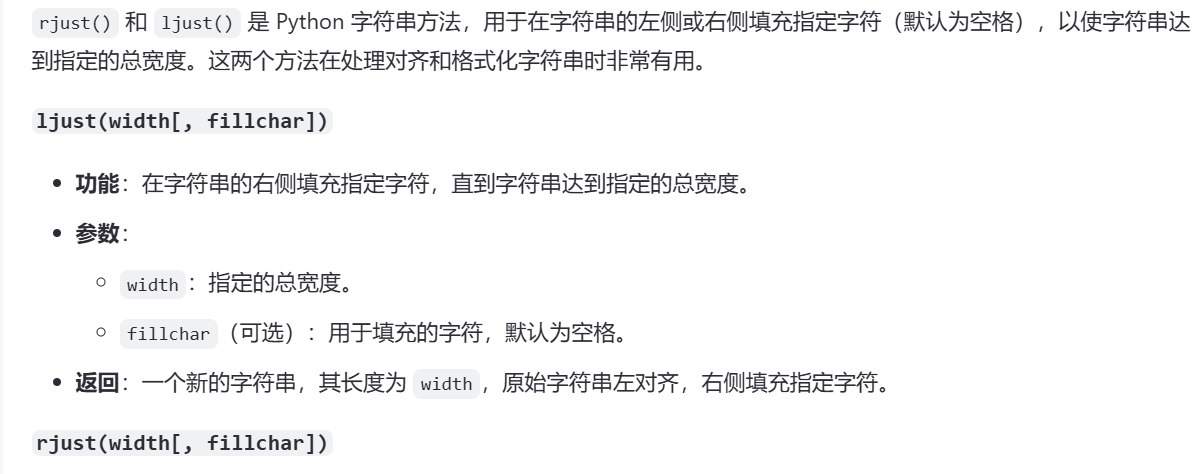 rjust() 和 ljust() 是 Python 字符串方法，用于在字符串的左侧或右侧填充指定字符（默认为空格），以使字符串达
到指定的总宽度。这两个方法在处理对齐和格式化字符串时非常有用。
ljust(width[, fillchar])
• 功能：在字符串的右侧填充指定字符，直到字符串达到指定的总宽度。
• 参数：
○ width：指定的总宽度。
○ fillchar（可选）：用于填充的字符，默认为空格。
• 返回：一个新的字符串，其长度为 width，原始字符串左对齐，右侧填充指定字符。
rjust(width[, fillchar])